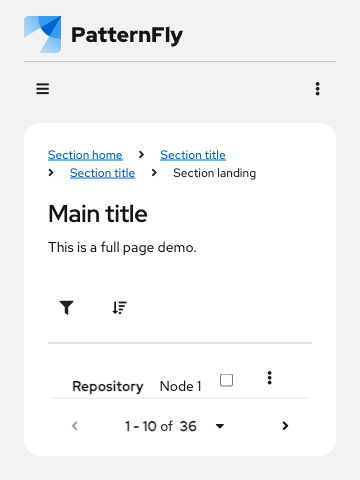 PatternFly
Section home Section title
Section title Section landing
Main title
This is a full page demo.
Repository Node 1
1 - 10 of 36